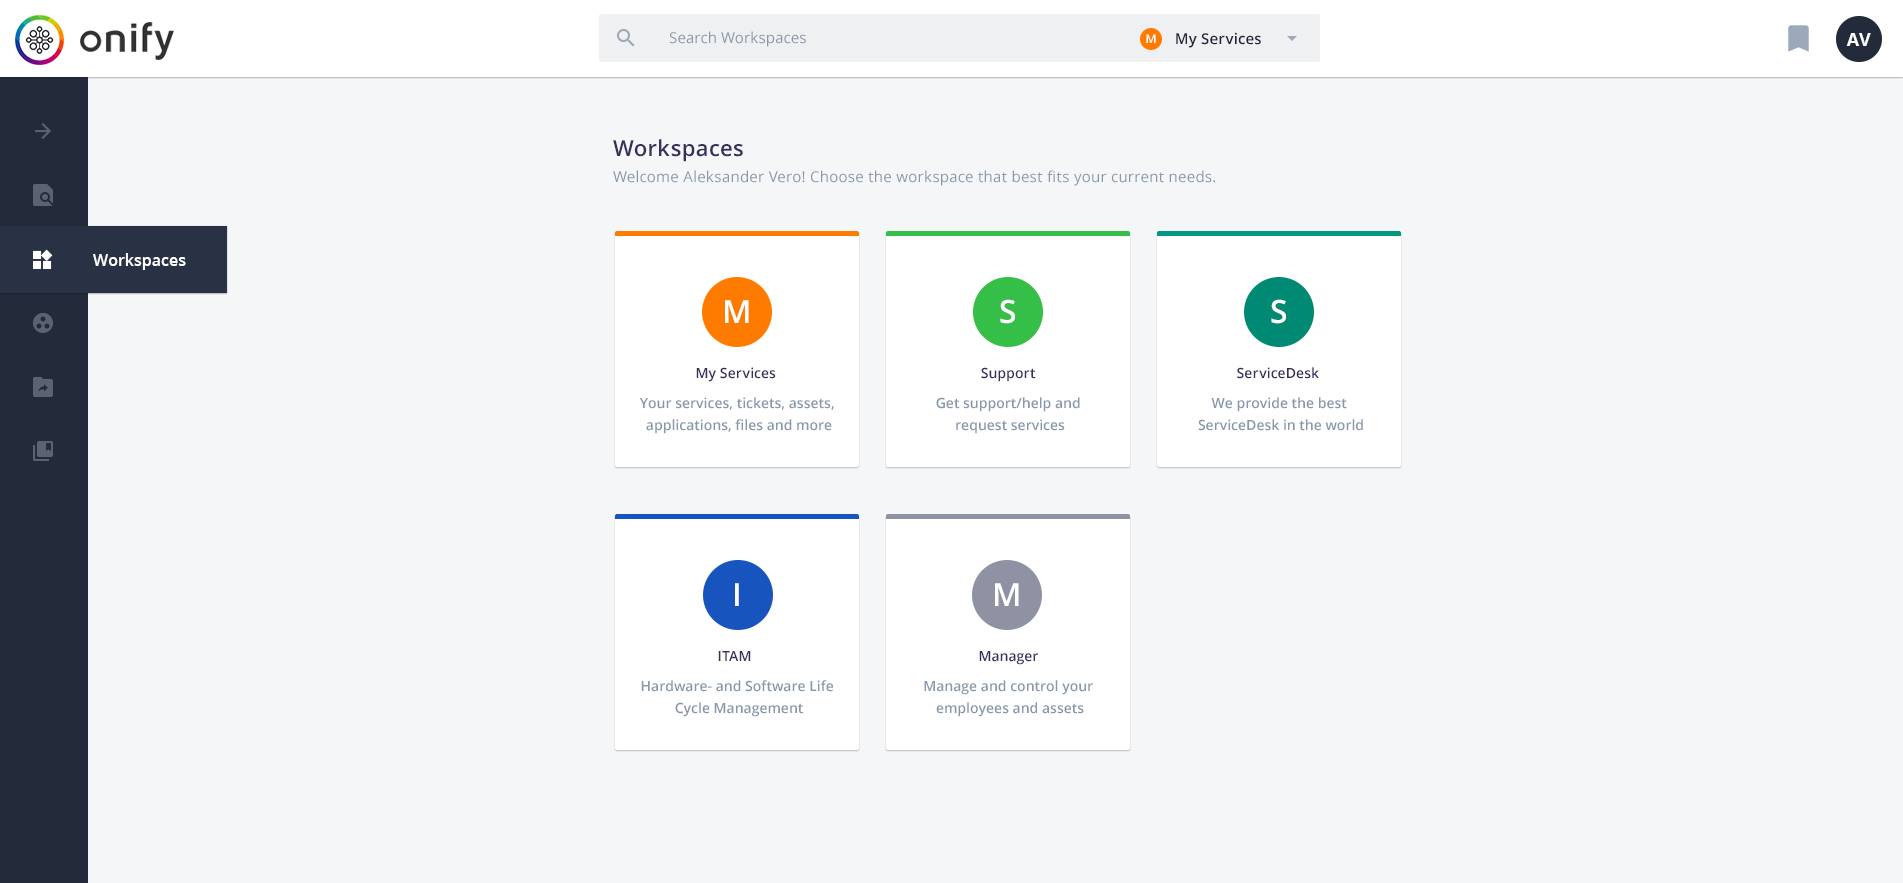 onify
Search Workspaces
M
My Services
AV
Workspaces
Workspaces
Welcome Aleksander Vero! Choose the workspace that best fits your current needs.
M
My Services
Your services, tickets, assets,
applications, files and more
S
Support
Get support/help and
request services
S
ServiceDesk
We provide the best
ServiceDesk in the world
I
ITAM
Hardware- and Software Life
Cycle Management
M
Manager
Manage and control your
employees and assets